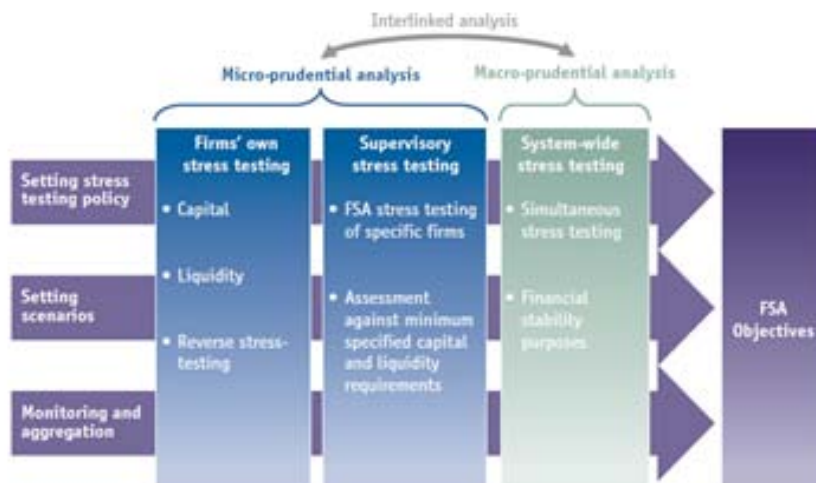 Interlinked analysis
Micro-prudential analysis
Macro-prudential analysis
Firms' own
stress testing
• Capital
• Liquidity
• Reverse stress-
testing
Supervisory
stress testing
• FSA stress testing
of specific firms
• Assessment
against minimum
specified capital
and liquidity
requirements
System-wide
stress testing
• Simultaneous
stress testing
• Financial
stability
purposes
Setting stress
testing policy
Setting
scenarios
Monitoring and
aggregation
FSA
Objectives